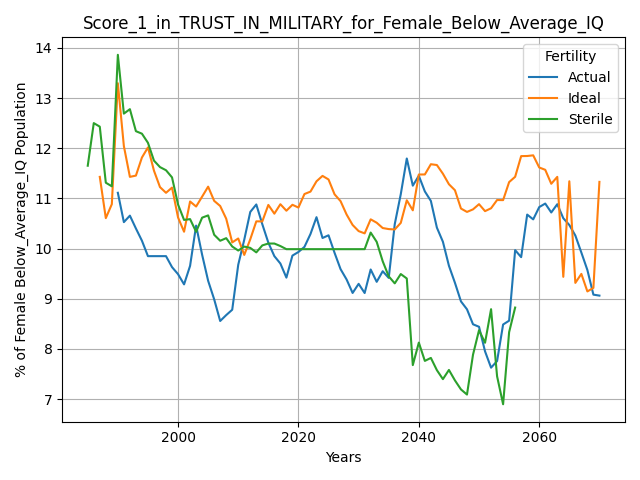 Score_1_in_TRUST_IN_MILITARY_for_Female_Below_Average_IQ
% of Female Below_Average_IQ Population
14
13
12
11
10
9
8
7
Fertility
Actual
Ideal
Sterile
2000 2020 2040 2060
Years